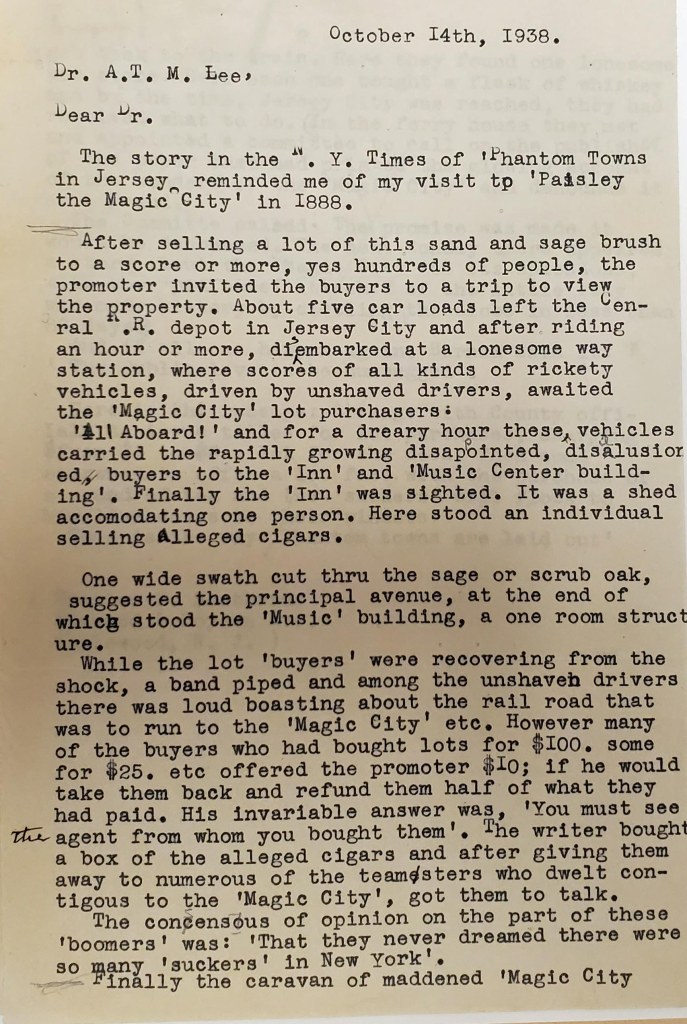 October 14th, 1938.
Dr. A.T. M. Lee,
Dear Dr.
The story in the N. Y. Times of 'Phantom Towns
in Jersey, reminded me of my visit tp 'Paisley
the Magic City' in 1888.
After selling a lot of this sand and sage brush
to a score or more, yes hundreds of people, the
promoter invited the buyers to a trip to view
the property. About five car loads left the Cen-
ral R.R. depot in Jersey City and after riding
an hour or more, disembarked at a lonesome way
station, where scores of all kinds of rickety
vehicles, driven by unshaved drivers, awaited
the 'Magic City' lot purchasers:
'All Aboard!' and for a dreary hour these, vehicles
carried the rapidly growing disapointed, disalusion
ed, buyers to the 'Inn' and 'Music Center build-
ing'. Finally the 'Inn' was sighted. It was a shed
accomodating one person. Here stood an individual
selling Alleged cigars.
One wide swath cut thru the sage or scrub oak,
suggested the principal avenue, at the end of
which stood the 'Music' building, a one room struct
ure.
While the lot 'buyers' were recovering from the
shock, a band piped and among the unshaven drivers
there was loud boasting about the rail road that
was to run to the 'Magic City' etc. However many
of the buyers who had bought lots for $100. some
for $25. etc offered the promoter $10; if he would
take them back and refund them half of what they
had paid. His invariable answer was, 'You must see
the agent from whom you bought them'. The writer bought
a box of the alleged cigars and after giving them
away to numerous of the teamsters who dwelt con-
tigous to the 'Magic City', got them to talk.
The concensous of opinion on the part of these
'boomers' was: 'That they never dreamed there were
so many 'suckers' in New York'.
Finally the caravan of maddened 'Magic City